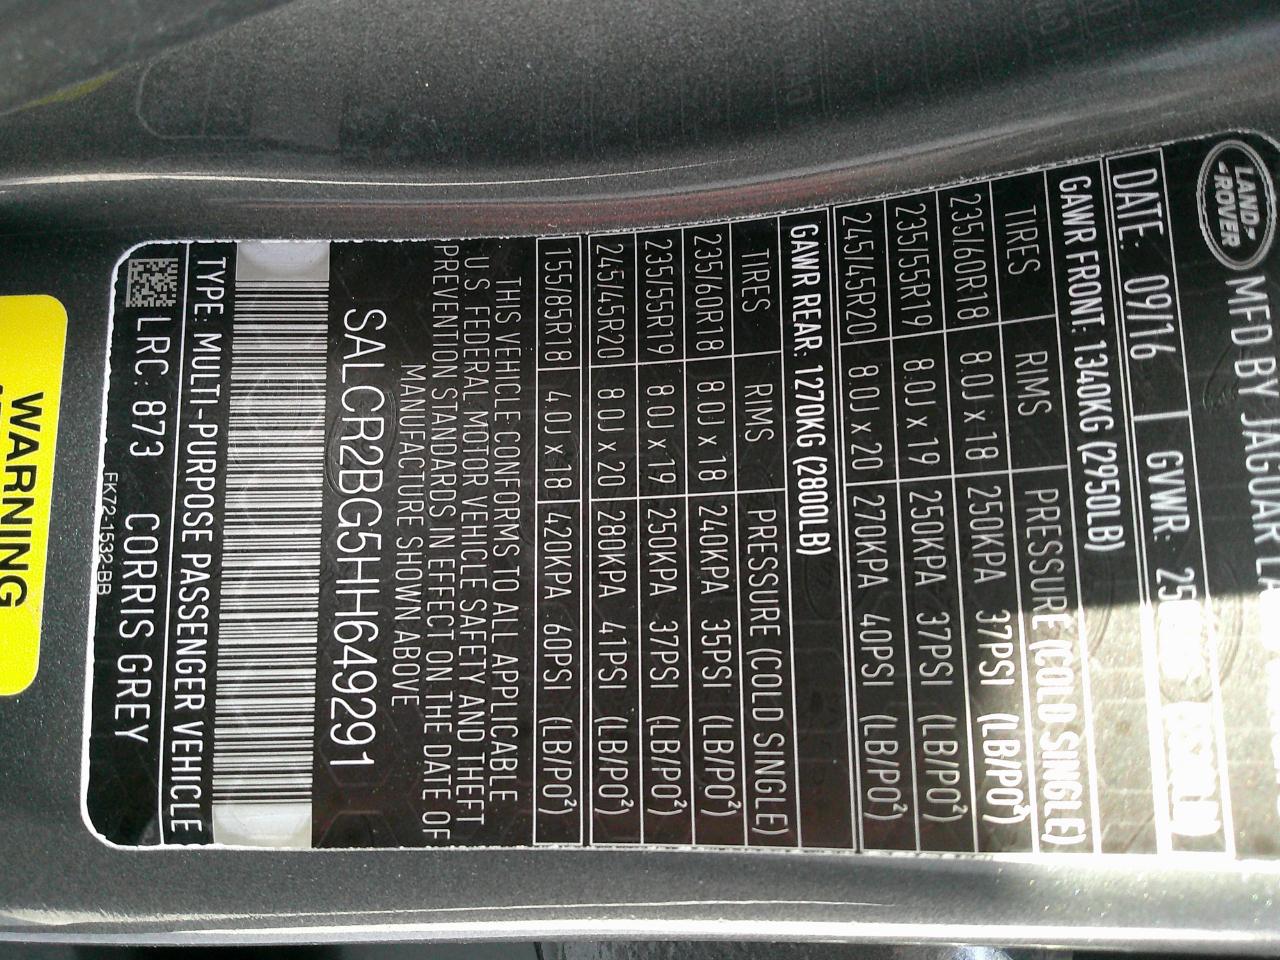 LAND-
-ROVER
MFD BY JAGUAR
DATE: 09/16 GVWR:
GAWR FRONT: 1340KG (2950LB)
TIRES RIMS PRESSURE (COLD SINGLE)
235/60R18 8.0J x 18 250KPA 37PSI (LB/PO²)
235/55R19 8.0J x 19 250KPA 37PSI (LB/PO²)
245/45R20 8.0J x 20 270KPA 40PSI (LB/PO²)
GAWR REAR: 1270KG (2800LB)
TIRES RIMS PRESSURE (COLD SINGLE)
235/60R18 8.0J x 18 240KPA 35PSI (LB/PO²)
235/55R19 8.0J x 19 250KPA 37PSI (LB/PO²)
245/45R20 8.0J x 20 280KPA 41PSI (LB/PO²)
155/85R18 4.0J x 18 420KPA 60PSI (LB/PO²)
THIS VEHICLE CONFORMS TO ALL APPLICABLE
U.S. FEDERAL MOTOR VEHICLE SAFETY AND THEFT
PREVENTION STANDARDS IN EFFECT ON THE DATE OF
MANUFACTURE SHOWN ABOVE
SALCR2BG5HH649291
TYPE: MULTI-PURPOSE PASSENGER VEHICLE
LRC: 873 CORRIS GREY
FK72-1532-BB
WARNING